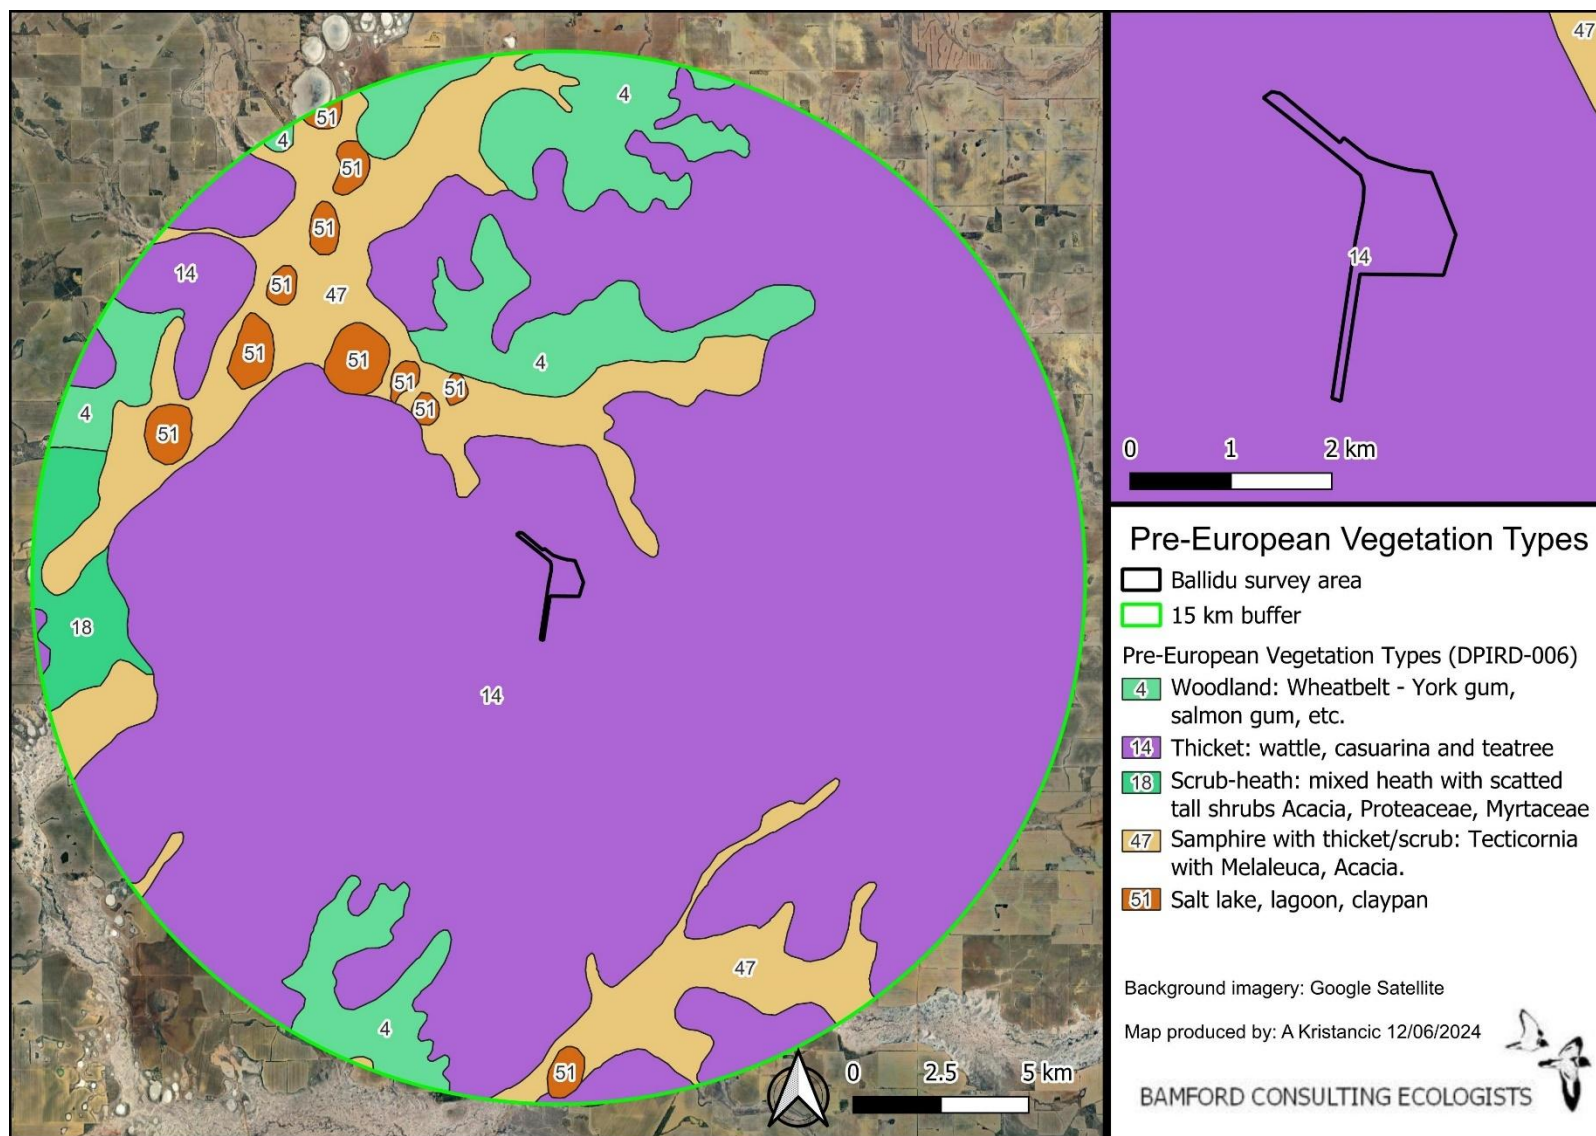 51
4
4
51
51
14
51
47
51
51
4
51
51
51
4
51
18
14
47
4
51
0 2.5 5 km
47
14
0 1 2 km
Pre-European Vegetation Types
Ballidu survey area
15 km buffer
Pre-European Vegetation Types (DPIRD-006)
4 Woodland: Wheatbelt - York gum,
salmon gum, etc.
14 Thicket: wattle, casuarina and teatree
18 Scrub-heath: mixed heath with scatted
tall shrubs Acacia, Proteaceae, Myrtaceae
47 Samphire with thicket/scrub: Tecticornia
with Melaleuca, Acacia.
51 Salt lake, lagoon, claypan
Background imagery: Google Satellite
Map produced by: A Kristancic 12/06/2024
BAMFORD CONSULTING ECOLOGISTS